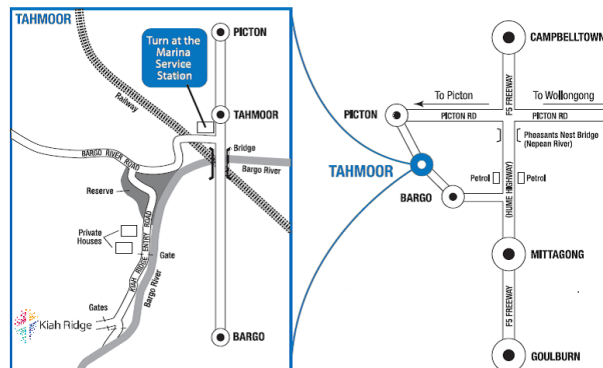 TAHMOOR
PICTON
Turn at the
Marina
Service
Station
Railway
TAHMOOR
Bridge
Bargo River
BARGO RIVER ROAD
Reserve
Private
Houses
KIAH RIDGE ENTRY ROAD
Gate
Bargo River
Gates
Kiah Ridge
BARGO
CAMPBELLTOWN
F5 FREEWAY
To Picton
To Wollongong
PICTON
PICTON RD
PICTON RD
Pheasants Nest Bridge
(Nepean River)
TAHMOOR
Petrol
Petrol
(HUME HIGHWAY)
BARGO
MITTAGONG
F5 FREEWAY
GOULBURN